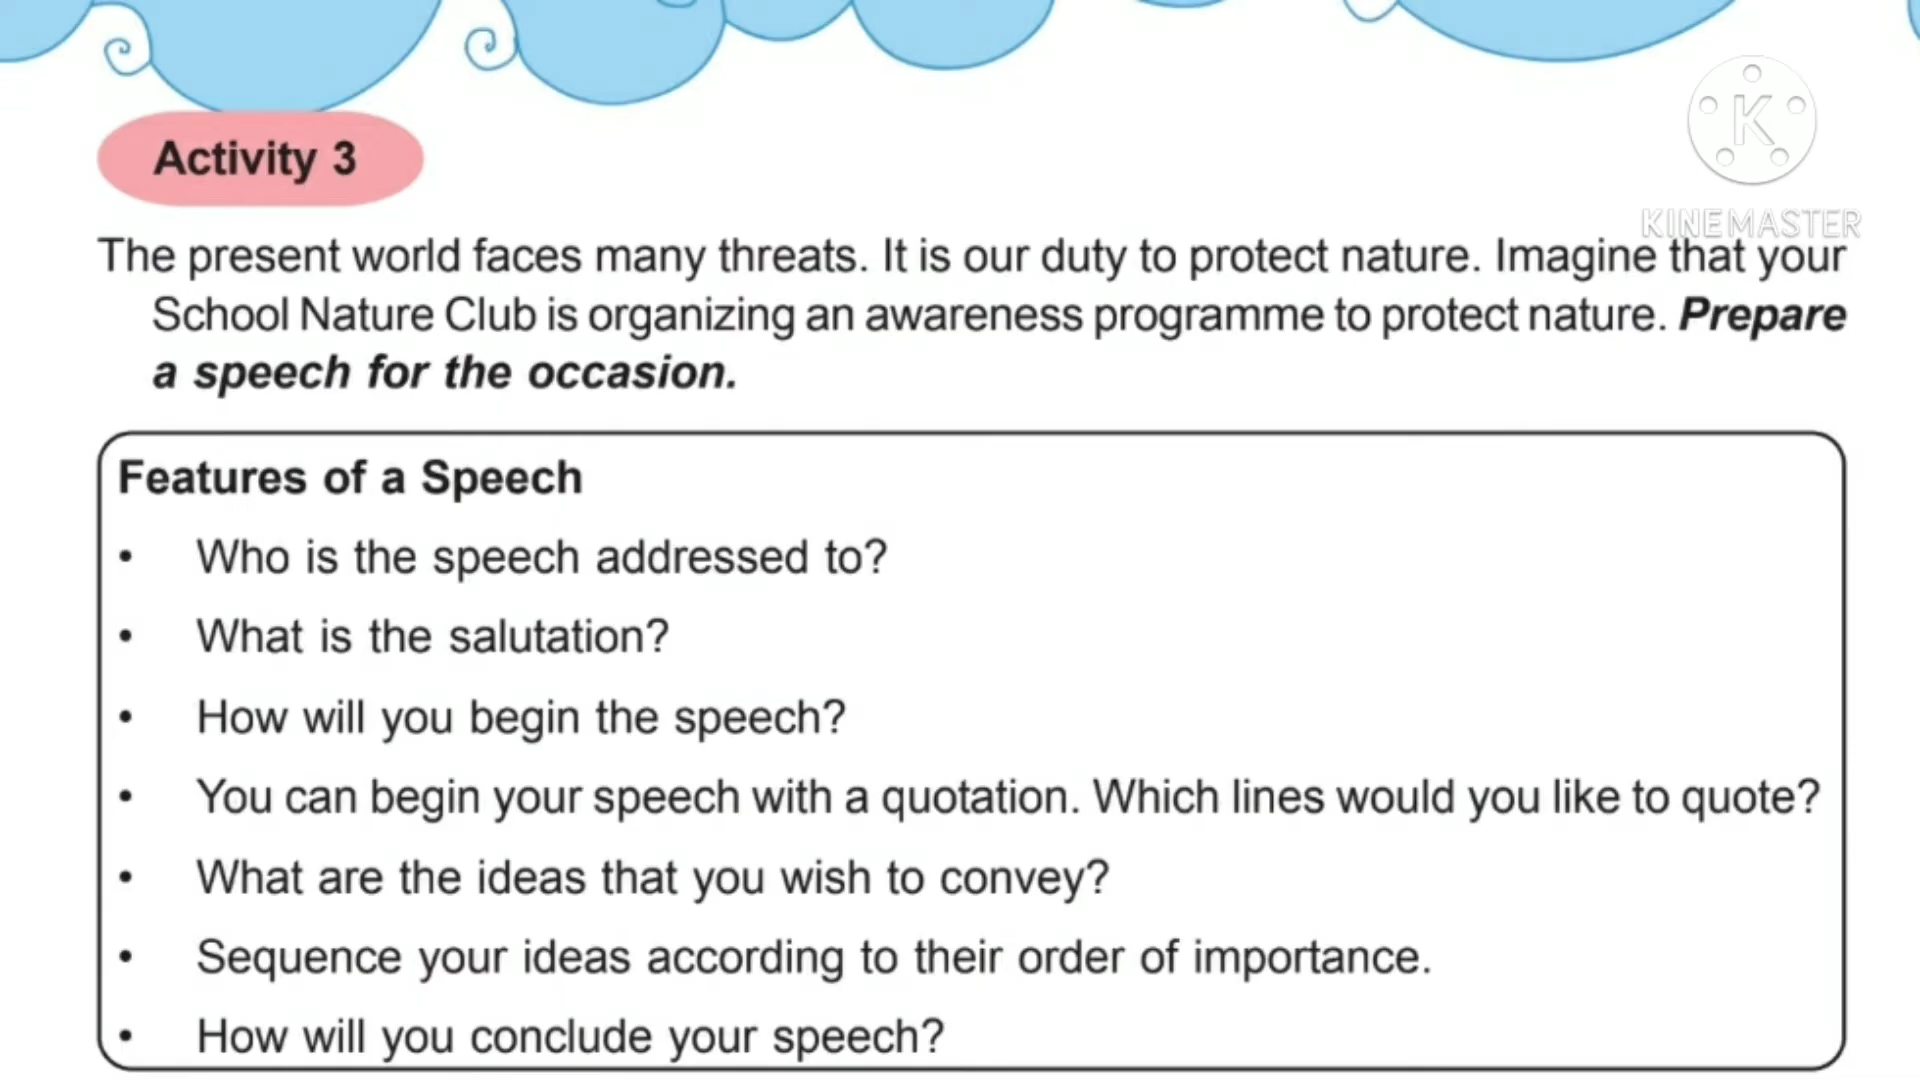 Activity 3
K
KINEMASTER
The present world faces many threats. It is our duty to protect nature. Imagine that your
School Nature Club is organizing an awareness programme to protect nature. Prepare
a speech for the occasion.
Features of a Speech
• Who is the speech addressed to?
• What is the salutation?
• How will you begin the speech?
• You can begin your speech with a quotation. Which lines would you like to quote?
• What are the ideas that you wish to convey?
• Sequence your ideas according to their order of importance.
• How will you conclude your speech?